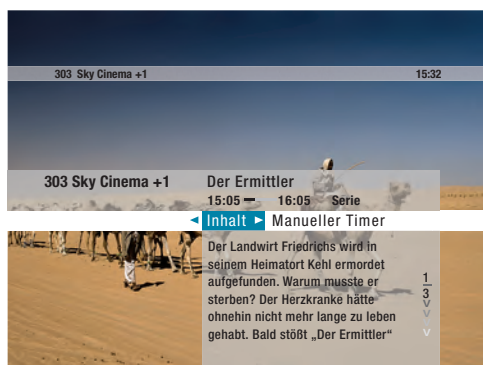 303 Sky Cinema +1 15:32
303 Sky Cinema +1 Der Ermittler
15:05 16:05 Serie
◄ Inhalt ► Manueller Timer
Der Landwirt Friedrichs wird in
seinem Heimatort Kehl ermordet
aufgefunden. Warum musste er
sterben? Der Herzkranke hätte
ohnehin nicht mehr lange zu leben
gehabt. Bald stößt „Der Ermittler“
1
3